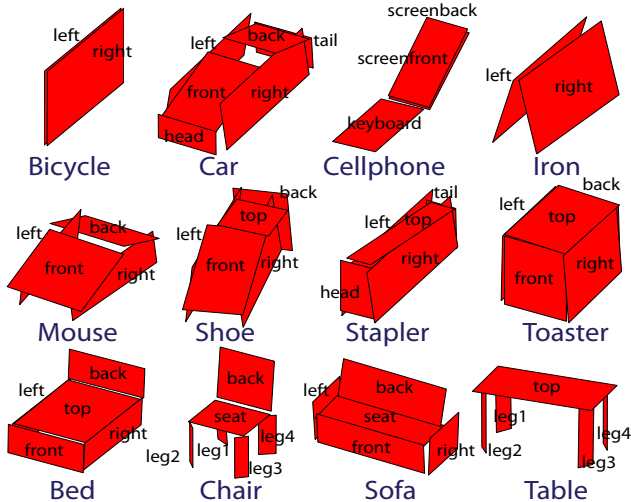 left
right
Bicycle
left
back
tail
front
right
head
Car
screenback
screenfront
keyboard
Cellphone
left
right
Iron
left
back
front
right
Mouse
back
left
top
front
right
Shoe
tail
left
top
right
head
Stapler
back
left
top
front
right
Toaster
back
left
top
right
front
Bed
back
seat
leg1
leg4
leg2
leg3
Chair
left
back
seat
front
right
Sofa
top
leg1
leg4
leg2
leg3
Table